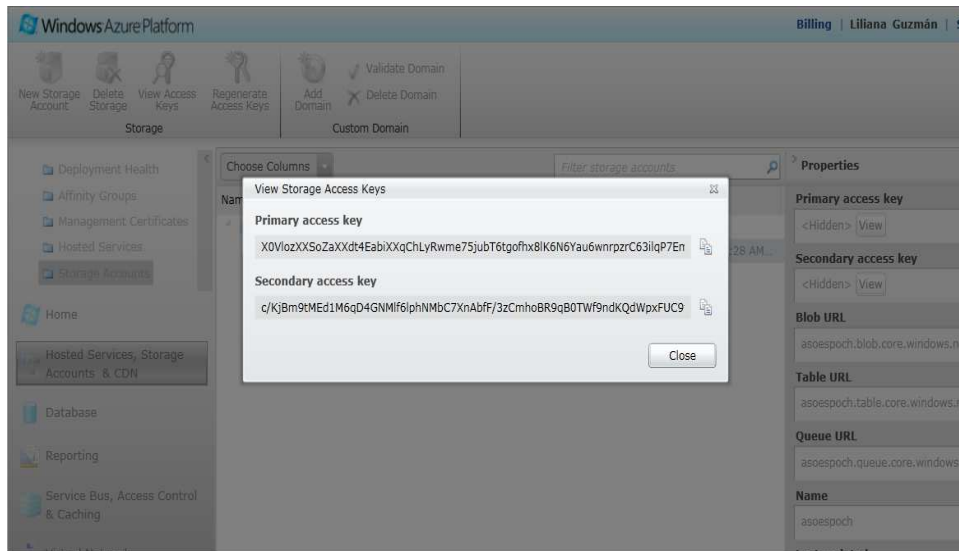 Windows Azure Platform
Billing | Liliana Guzmán |
New Storage Account
Delete Storage
View Access Keys
Regenerate Access Keys
Add Domain
Validate Domain
Delete Domain
Storage
Custom Domain
Deployment Health
Affinity Groups
Management Certificates
Hosted Services
Storage Accounts
Home
Hosted Services, Storage
Accounts & CDN
Database
Reporting
Service Bus, Access Control
& Caching
Choose Columns
Filter storage accounts
Nam
:28 AM...
View Storage Access Keys
Primary access key
X0VlozXXSoZaXXdt4EabiXXqChLyRwme75jubT6tgofhx8lK6N6Yau6wnrpzrC63ilqP7En
Secondary access key
c/KjBm9tMEd1M6qD4GNMlf6lphNMbC7XnAbfF/3zCmhoBR9qB0TWf9ndKQdWpxFUC9
Close
Properties
Primary access key
<Hidden> View
Secondary access key
<Hidden> View
Blob URL
asoespoch.blob.core.windows.n
Table URL
asoespoch.table.core.windows.
Queue URL
asoespoch.queue.core.windows
Name
asoespoch